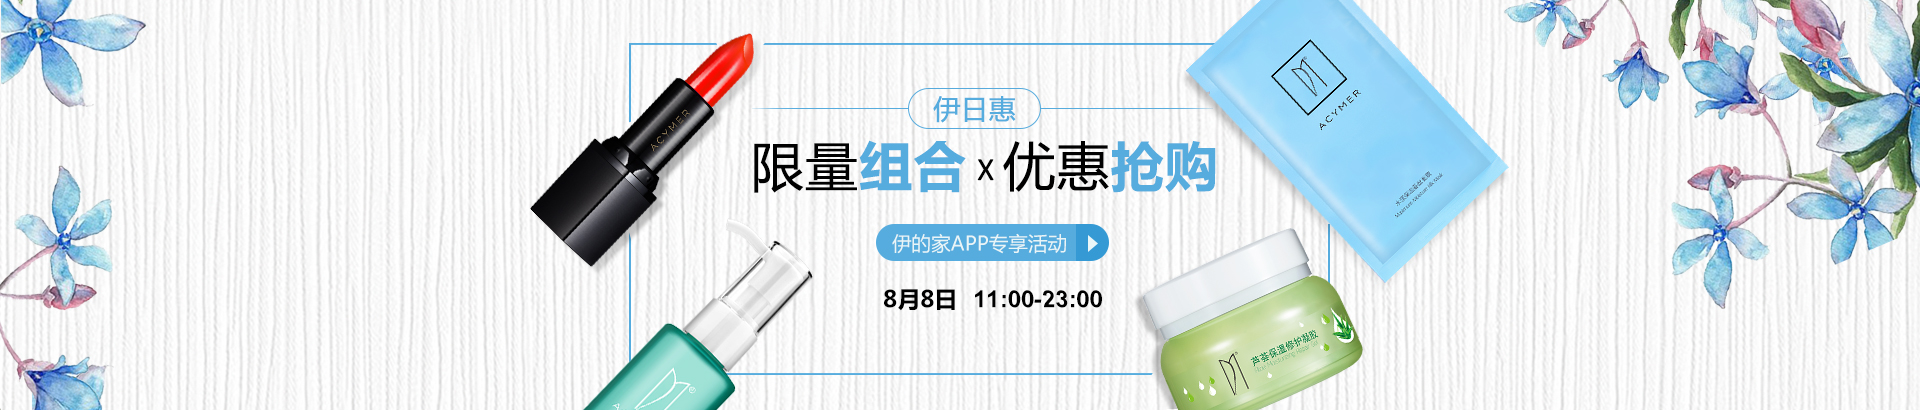 伊日惠
限量组合 x 优惠抢购
伊的家APP专享活动
8月8日 11:00-23:00
ACYMER
ACYMER
芦荟保湿修护凝胶